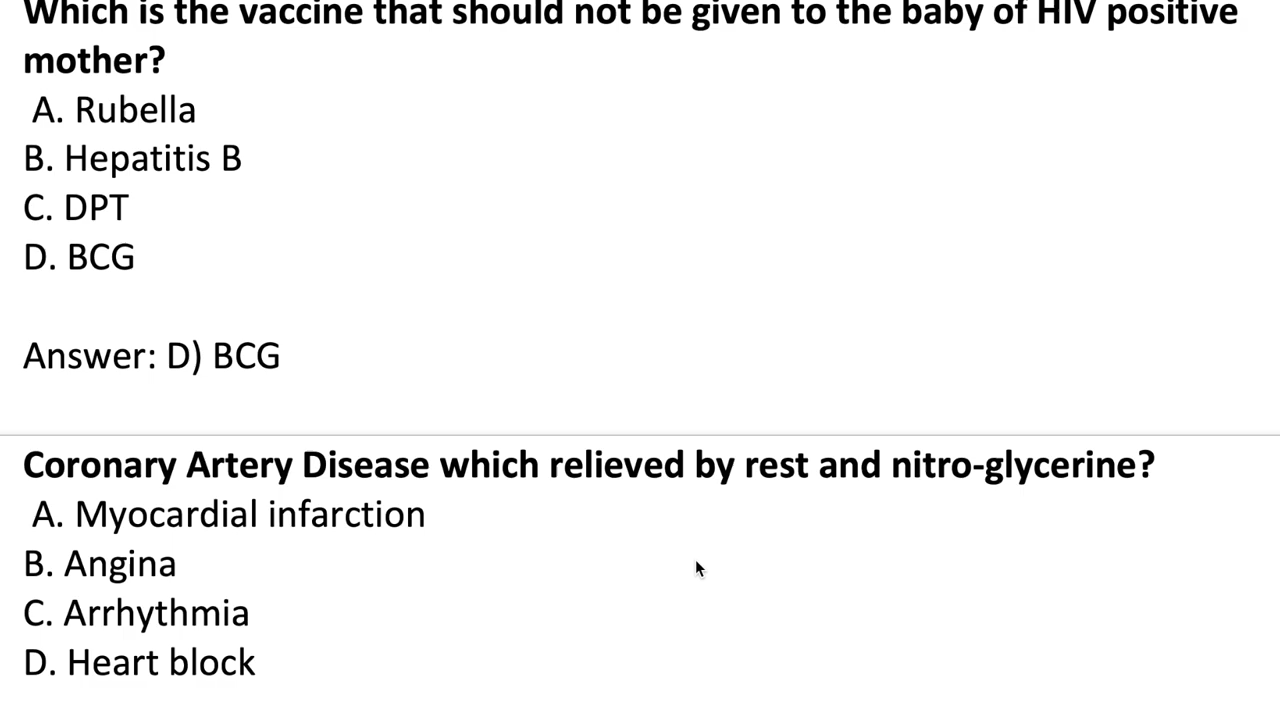 Which is the vaccine that should not be given to the baby of HIV positive
mother?
A. Rubella
B. Hepatitis B
C. DPT
D. BCG
Answer: D) BCG
Coronary Artery Disease which relieved by rest and nitro-glycerine?
A. Myocardial infarction
B. Angina
C. Arrhythmia
D. Heart block